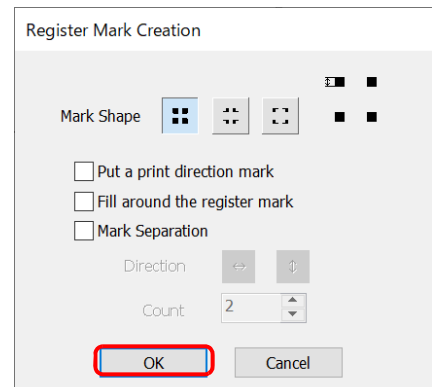 Register Mark Creation
Mark Shape
Put a print direction mark
Fill around the register mark
Mark Separation
Direction
Count 2
OK Cancel